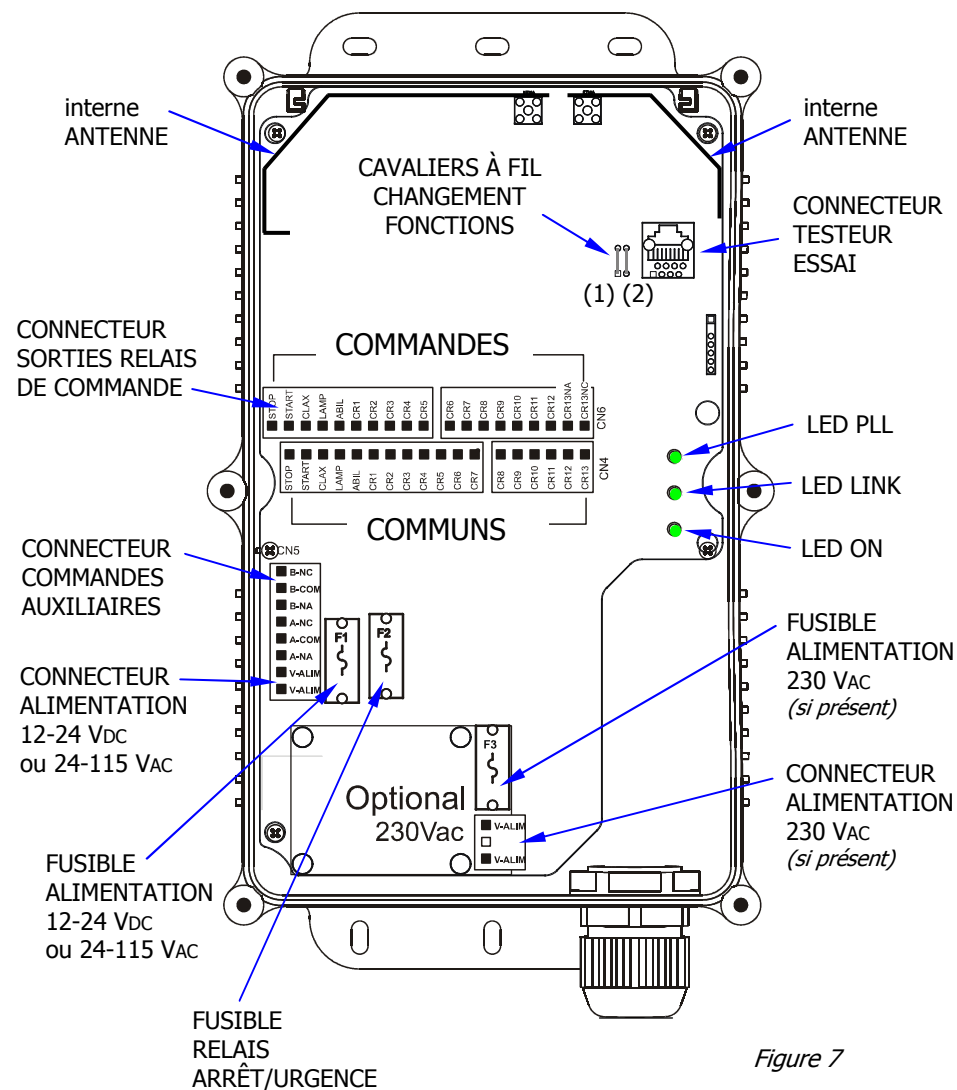 interne
ANTENNE
interne
ANTENNE
CAVALIERS À FIL
CHANGEMENT
FONCTIONS
CONNECTEUR
TESTEUR
ESSAI
(1) (2)
CONNECTEUR
SORTIES RELAIS
DE COMMANDE
COMMANDES
STOP
START
CLAX
LAMP
ABIL
CR1
CR2
CR3
CR4
CR5
CR6
CR7
CR8
CR9
CR10
CR11
CR12
CR13NA
CR13NC
CN6
STOP
START
CLAX
LAMP
ABIL
CR1
CR2
CR3
CR4
CR5
CR6
CR7
CR8
CR9
CR10
CR11
CR12
CR13
CN4
COMMUNS
LED PLL
LED LINK
LED ON
CONNECTEUR
COMMANDES
AUXILIAIRES
CN5
B-NC
B-COM
B-NA
A-NC
A-COM
A-NA
V-ALIM
V-ALIM
F1
F2
CONNECTEUR
ALIMENTATION
12-24 VDC
ou 24-115 VAC
FUSIBLE
ALIMENTATION
230 VAC
(si présent)
F3
Optional
230Vac
V-ALIM
V-ALIM
CONNECTEUR
ALIMENTATION
230 VAC
(si présent)
FUSIBLE
ALIMENTATION
12-24 VDC
ou 24-115 VAC
FUSIBLE
RELAIS
ARRÊT/URGENCE
Figure 7